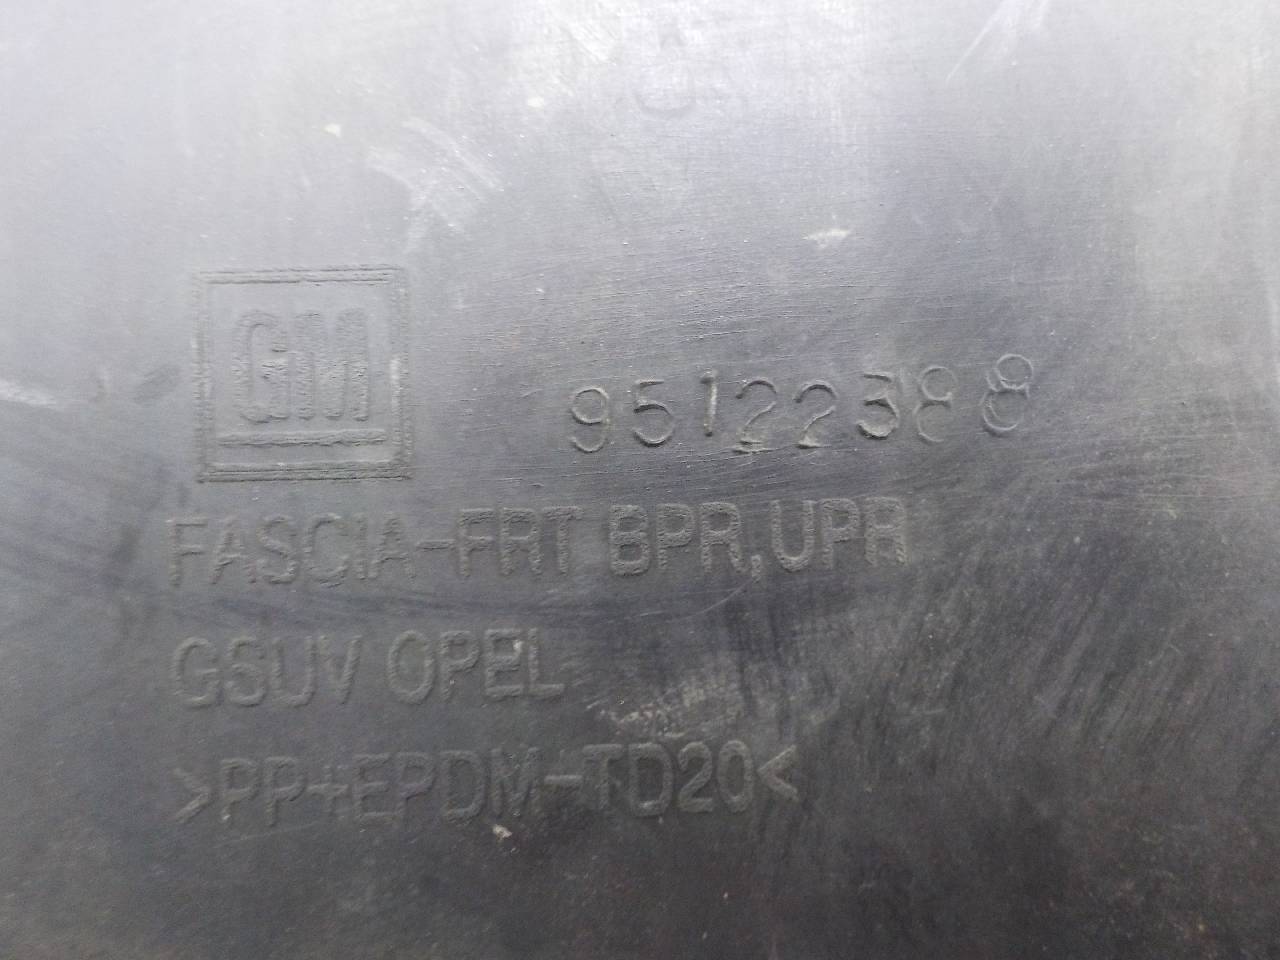 GM
95122388
FASCIA-FRT BPR,UPR
GSUV OPEL
>PP+EPDM-TD20<